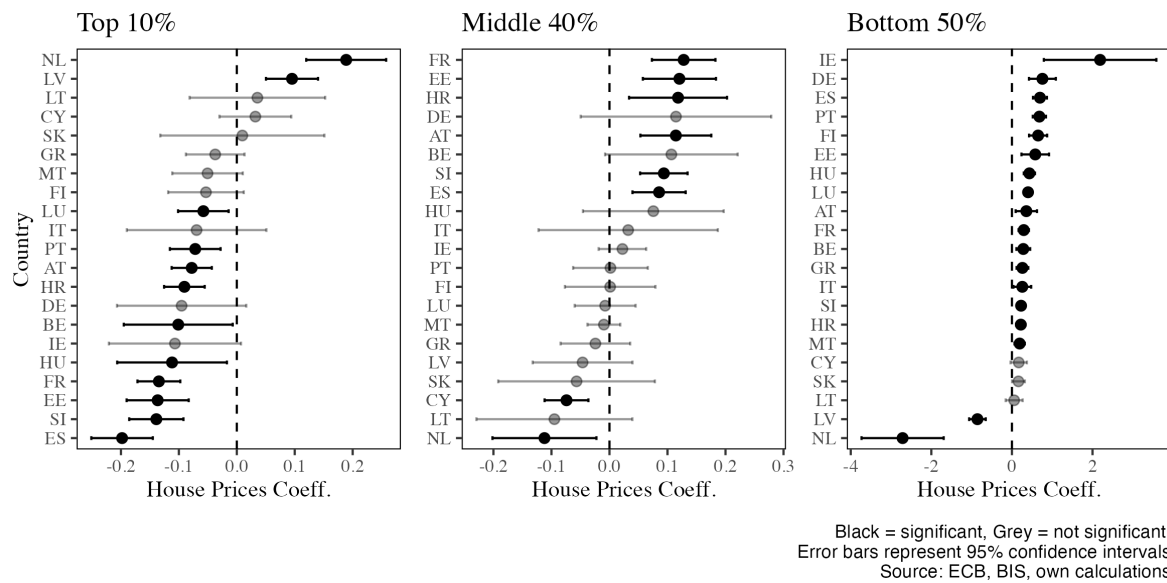 Top 10%
Middle 40%
Bottom 50%
Country
NL
LV
LT
CY
SK
GR
MT
FI
LU
IT
PT
AT
HR
DE
BE
IE
HU
FR
EE
SI
ES
-0.2 -0.1 0.0 0.1 0.2
House Prices Coeff.
FR
EE
HR
DE
AT
BE
SI
ES
HU
IT
IE
PT
FI
LU
MT
GR
LV
SK
CY
LT
NL
-0.2 -0.1 0.0 0.1 0.2 0.3
House Prices Coeff.
IE
DE
ES
PT
FI
EE
HU
LU
AT
FR
BE
GR
IT
SI
HR
MT
CY
SK
LT
LV
NL
-4 -2 0 2
House Prices Coeff.
Black = significant, Grey = not significant
Error bars represent 95% confidence intervals
Source: ECB, BIS, own calculations